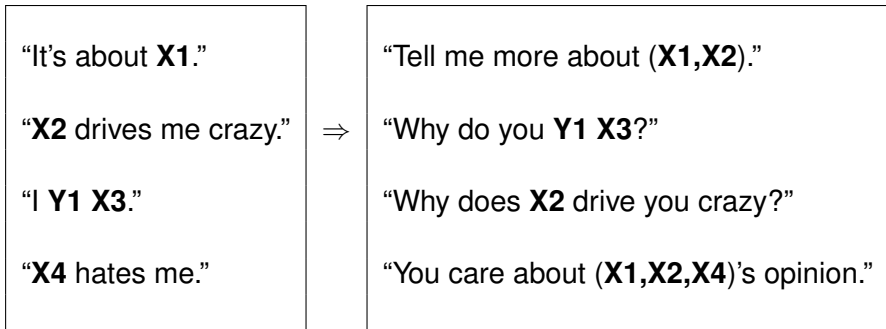 “It's about X1.”
“X2 drives me crazy.”
“I Y1 X3.”
“X4 hates me.”
⇒
“Tell me more about (X1,X2).”
“Why do you Y1 X3?”
“Why does X2 drive you crazy?”
“You care about (X1,X2,X4)'s opinion.”